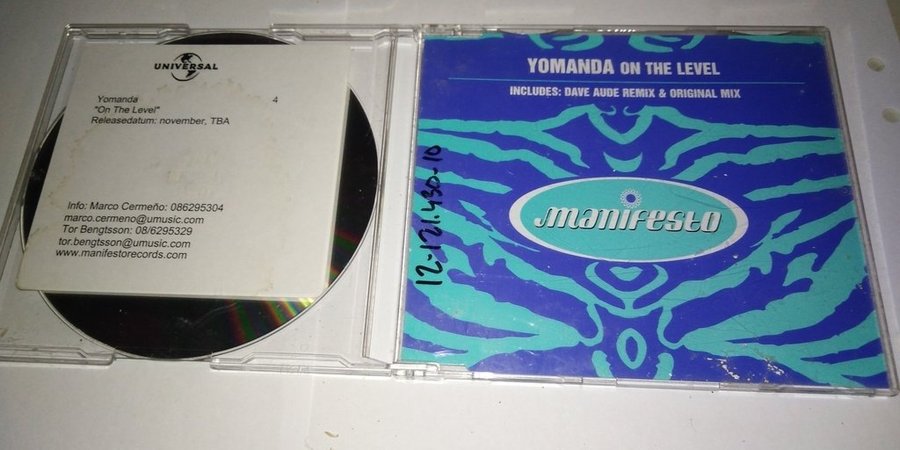 UNIVERSAL
Yomanda 4
"On The Level"
Releasedatum: november, TBA
Info: Marco Cermeño: 086295304
marco.cermeno@umusic.com
Tor Bengtsson: 08/6295329
tor.bengtsson@umusic.com
www.manifestorecords.com
YOMANDA ON THE LEVEL
INCLUDES: DAVE AUDE REMIX & ORIGINAL MIX
manifesto
12-121.430-10